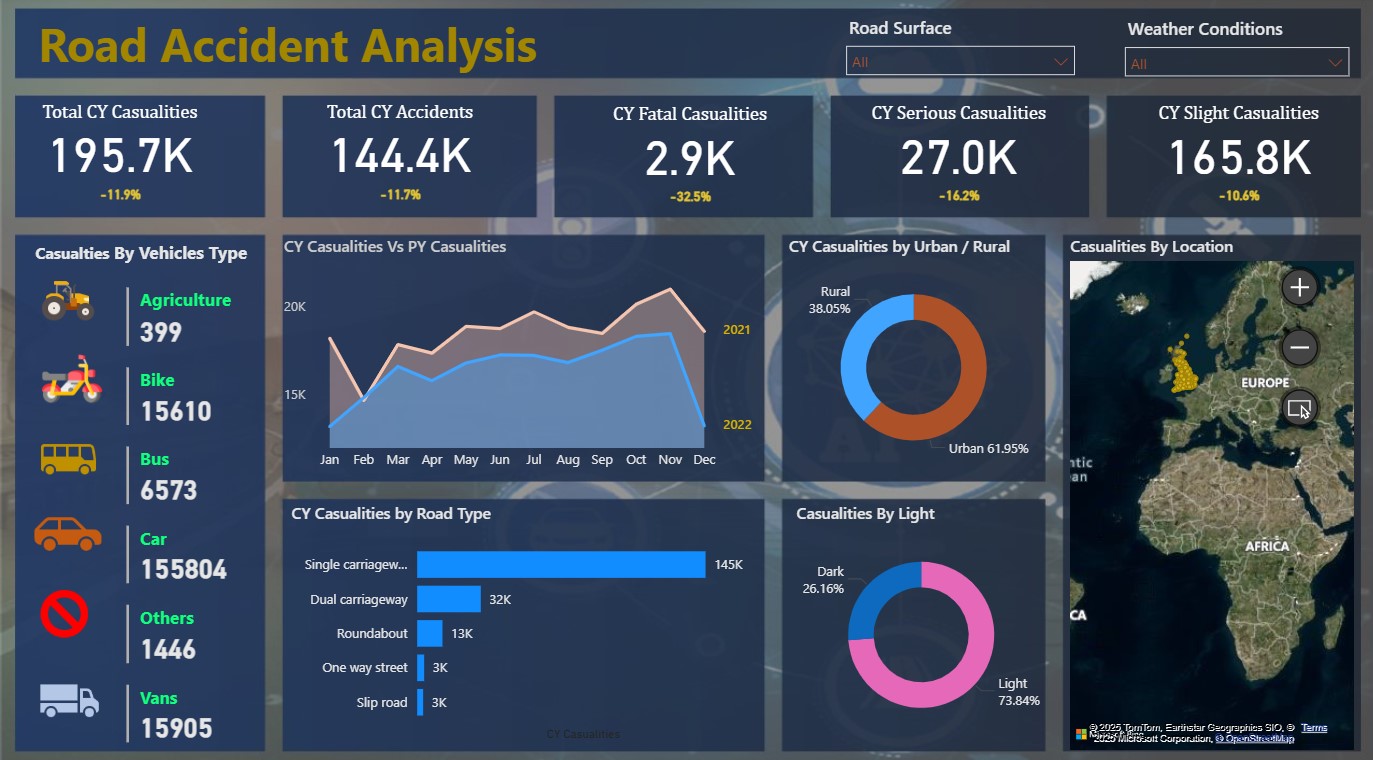 Road Accident Analysis
Road Surface
All
Weather Conditions
All
Total CY Casualities
195.7K
-11.9%
Total CY Accidents
144.4K
-11.7%
CY Fatal Casualities
2.9K
-32.5%
CY Serious Casualities
27.0K
-16.2%
CY Slight Casualities
165.8K
-10.6%
Casualties By Vehicles Type
Agriculture
399
Bike
15610
Bus
6573
Car
155804
Others
1446
Vans
15905
CY Casualities Vs PY Casualities
20K
15K
2021
2022
Jan Feb Mar Apr May Jun Jul Aug Sep Oct Nov Dec
CY Casualities by Urban / Rural
Rural
38.05%
Urban 61.95%
CY Casualities by Road Type
Single carriagew... 145K
Dual carriageway 32K
Roundabout 13K
One way street 3K
Slip road 3K
CY Casualities
Casualities By Light
Dark
26.16%
Light
73.84%
Casualities By Location
EUROPE
ntic
an
AFRICA
CA
© 2025 TomTom, Earthstar Geographics SIO, © Terms
2025 Microsoft Corporation, © OpenStreetMap